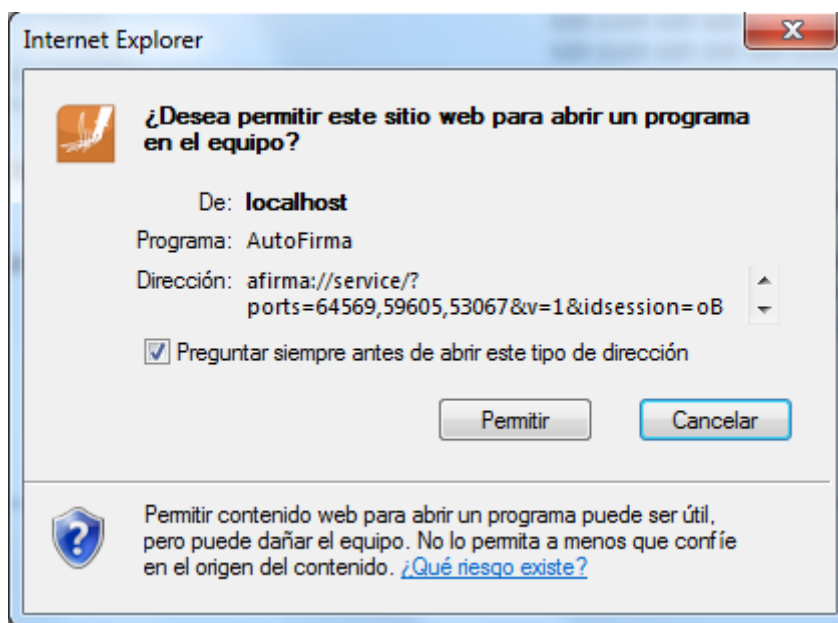 Internet Explorer
¿Desea permitir este sitio web para abrir un programa
en el equipo?
De: localhost
Programa: AutoFirma
Dirección: afirma://service/?
ports=64569,59605,53067&v=1&idsession=oB
Preguntar siempre antes de abrir este tipo de dirección
Permitir
Cancelar
Permitir contenido web para abrir un programa puede ser útil,
pero puede dañar el equipo. No lo permita a menos que confíe
en el origen del contenido. ¿Qué riesgo existe?